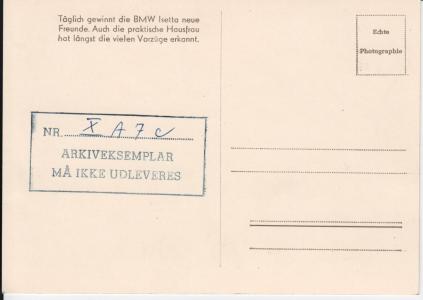 Täglich gewinnt die BMW Isetta neue
Freunde. Auch die praktische Hausfrau
hat längst die vielen Vorzüge erkannt.
Echte
Photographie
NR. X A 7 c
ARKIVEKSEMPLAR
MÅ IKKE UDLEVERES